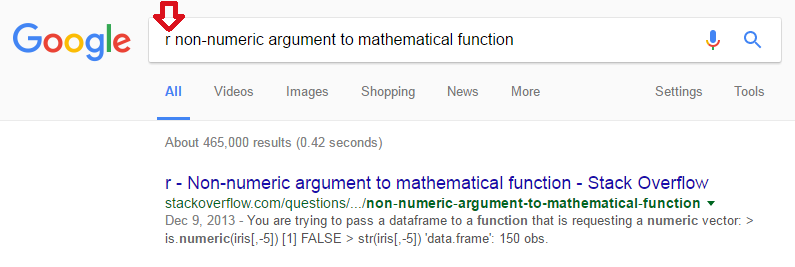 Google r non-numeric argument to mathematical function
All Videos Images Shopping News More Settings Tools
About 465,000 results (0.42 seconds)
r - Non-numeric argument to mathematical function - Stack Overflow
stackoverflow.com/questions/.../non-numeric-argument-to-mathematical-function
Dec 9, 2013 - You are trying to pass a dataframe to a function that is requesting a numeric vector: >
is.numeric(iris[,-5]) [1] FALSE > str(iris[,-5]) 'data.frame': 150 obs.